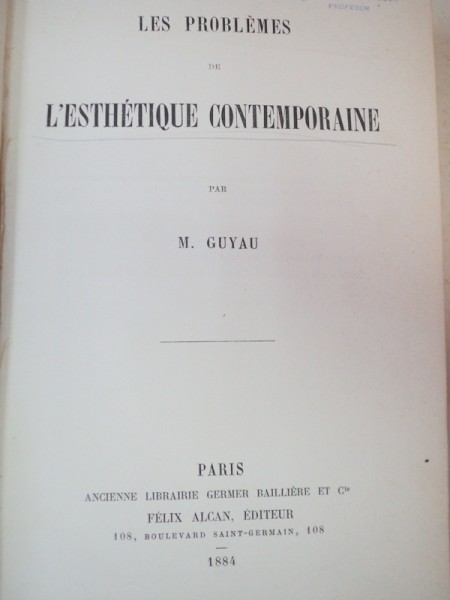 PROFESOR
LES PROBLÈMES
DE
L'ESTHÉTIQUE CONTEMPORAINE
PAR
M. GUYAU
PARIS
ANCIENNE LIBRAIRIE GERMER BAILLIÈRE ET Cie
FÉLIX ALCAN, ÉDITEUR
108, BOULEVARD SAINT-GERMAIN, 108
1884